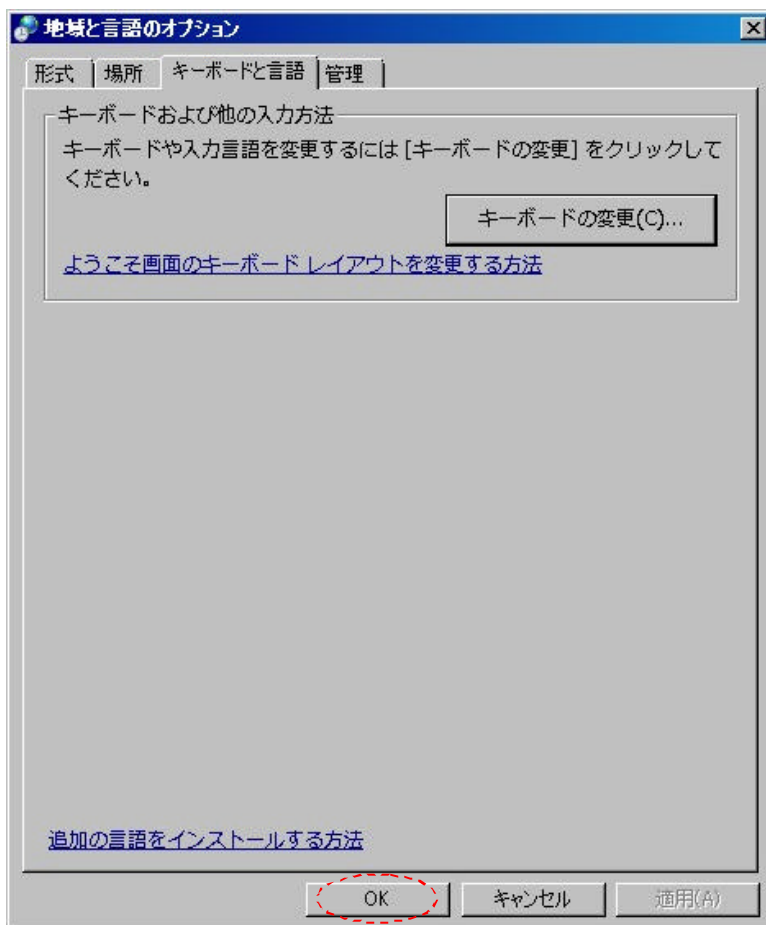 地域と言語のオプション
形式 場所 キーボードと言語 管理
キーボードおよび他の入力方法
キーボードや入力言語を変更するには [キーボードの変更] をクリックして
ください。
キーボードの変更(C)...
ようこそ画面のキーボード レイアウトを変更する方法
追加の言語をインストールする方法
OK キャンセル 適用(A)